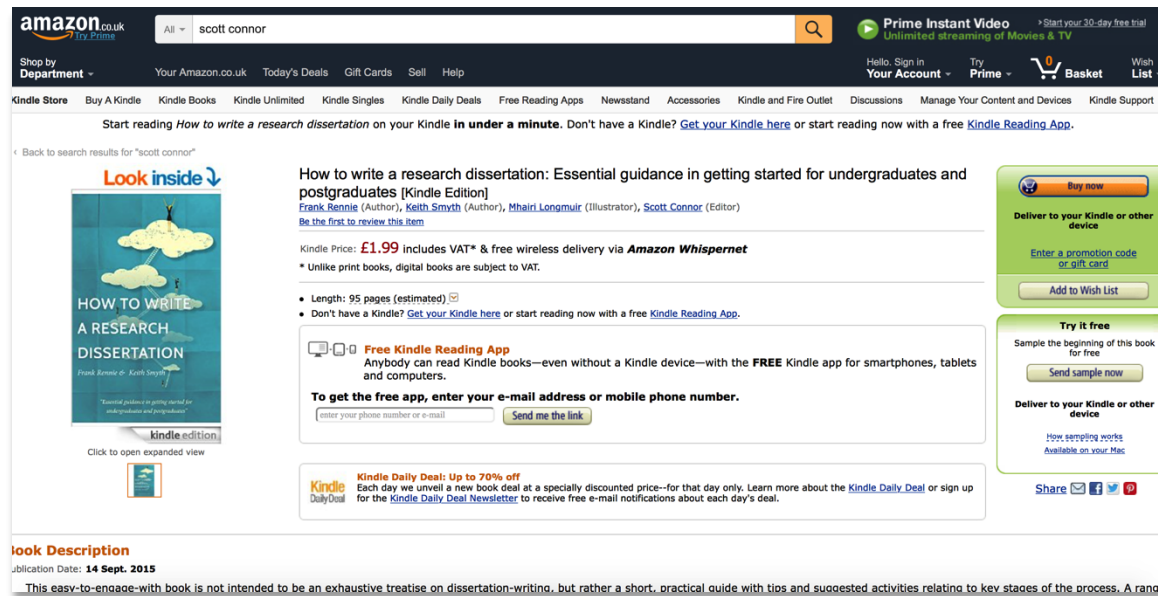 amazon.co.uk
Try Prime
All
scott connor
Prime Instant Video
Unlimited streaming of Movies & TV
›Start your 30-day free trial
Shop by
Department
Your Amazon.co.uk Today's Deals Gift Cards Sell Help
Hello. Sign in
Your Account
Try
Prime
0
Basket
Wish
List
Kindle Store Buy A Kindle Kindle Books Kindle Unlimited Kindle Singles Kindle Daily Deals Free Reading Apps Newsstand Accessories Kindle and Fire Outlet Discussions Manage Your Content and Devices Kindle Support
Start reading How to write a research dissertation on your Kindle in under a minute. Don't have a Kindle? Get your Kindle here or start reading now with a free Kindle Reading App.
‹ Back to search results for "scott connor"
Look inside
HOW TO WRITE
A RESEARCH
DISSERTATION
Frank Rennie & Keith Smyth
"Essential guidance in getting started for
undergraduates and postgraduates"
kindle edition
Click to open expanded view
How to write a research dissertation: Essential guidance in getting started for undergraduates and
postgraduates [Kindle Edition]
Frank Rennie (Author), Keith Smyth (Author), Mhairi Longmuir (Illustrator), Scott Connor (Editor)
Be the first to review this item
Kindle Price: £1.99 includes VAT* & free wireless delivery via Amazon Whispernet
* Unlike print books, digital books are subject to VAT.
• Length: 95 pages (estimated)
• Don't have a Kindle? Get your Kindle here or start reading now with a free Kindle Reading App.
Free Kindle Reading App
Anybody can read Kindle books—even without a Kindle device—with the FREE Kindle app for smartphones, tablets
and computers.
To get the free app, enter your e-mail address or mobile phone number.
enter your phone number or e-mail
Send me the link
Kindle
Daily Deal
Kindle Daily Deal: Up to 70% off
Each day we unveil a new book deal at a specially discounted price--for that day only. Learn more about the Kindle Daily Deal or sign up
for the Kindle Daily Deal Newsletter to receive free e-mail notifications about each day's deal.
Buy now
Deliver to your Kindle or other
device
Enter a promotion code
or gift card
Add to Wish List
Try it free
Sample the beginning of this book
for free
Send sample now
Deliver to your Kindle or other
device
How sampling works
Available on your Mac
Share
ook Description
ublication Date: 14 Sept. 2015
This easy-to-engage-with book is not intended to be an exhaustive treatise on dissertation-writing, but rather a short, practical guide with tips and suggested activities relating to key stages of the process. A rang